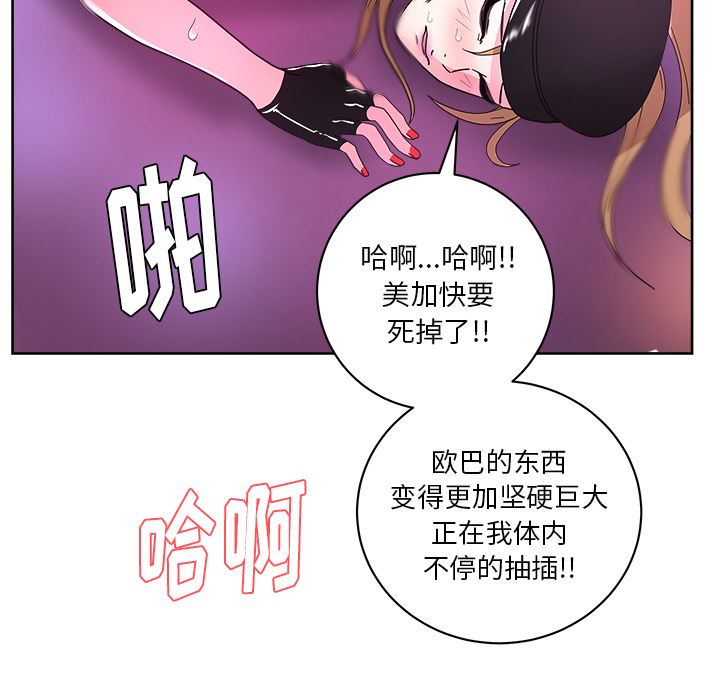 啪
哈啊...哈啊!!
美加快要
死掉了!!
欧巴的东西
变得更加坚硬巨大
正在我体内
不停的抽插!!
哈啊